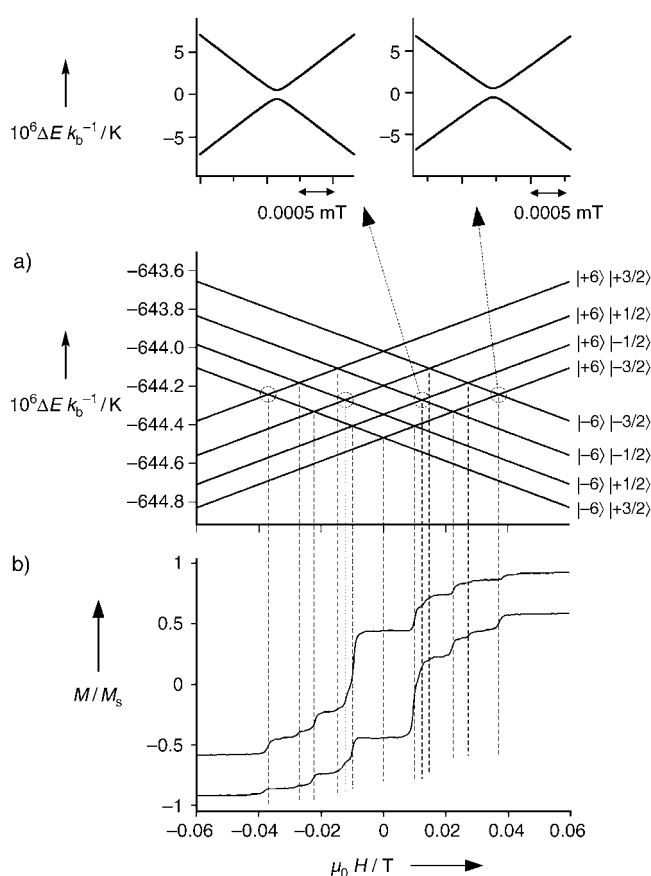 5 5
0 0
−5 −5
10⁶ΔE k_b⁻¹/K
0.0005 mT 0.0005 mT
a)
−643.6
−643.8
−644.0
−644.2
−644.4
−644.6
−644.8
10⁶ΔE k_b⁻¹/K
|+6⟩ |+3/2⟩
|+6⟩ |+1/2⟩
|+6⟩ |−1/2⟩
|+6⟩ |−3/2⟩
|−6⟩ |−3/2⟩
|−6⟩ |−1/2⟩
|−6⟩ |+1/2⟩
|−6⟩ |+3/2⟩
b)
1
0.5
0
−0.5
−1
M/M_s
−0.06 −0.04 −0.02 0 0.02 0.04 0.06
μ₀ H/T